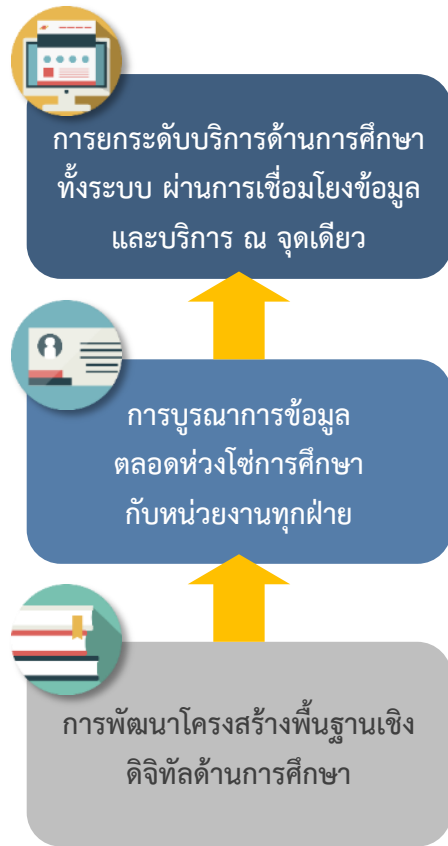 การยกระดับบริการด้านการศึกษา
ทั้งระบบ ผ่านการเชื่อมโยงข้อมูล
และบริการ ณ จุดเดียว
การบูรณาการข้อมูล
ตลอดห่วงโซ่การศึกษา
กับหน่วยงานทุกฝ่าย
การพัฒนาโครงสร้างพื้นฐานเชิง
ดิจิทัลด้านการศึกษา